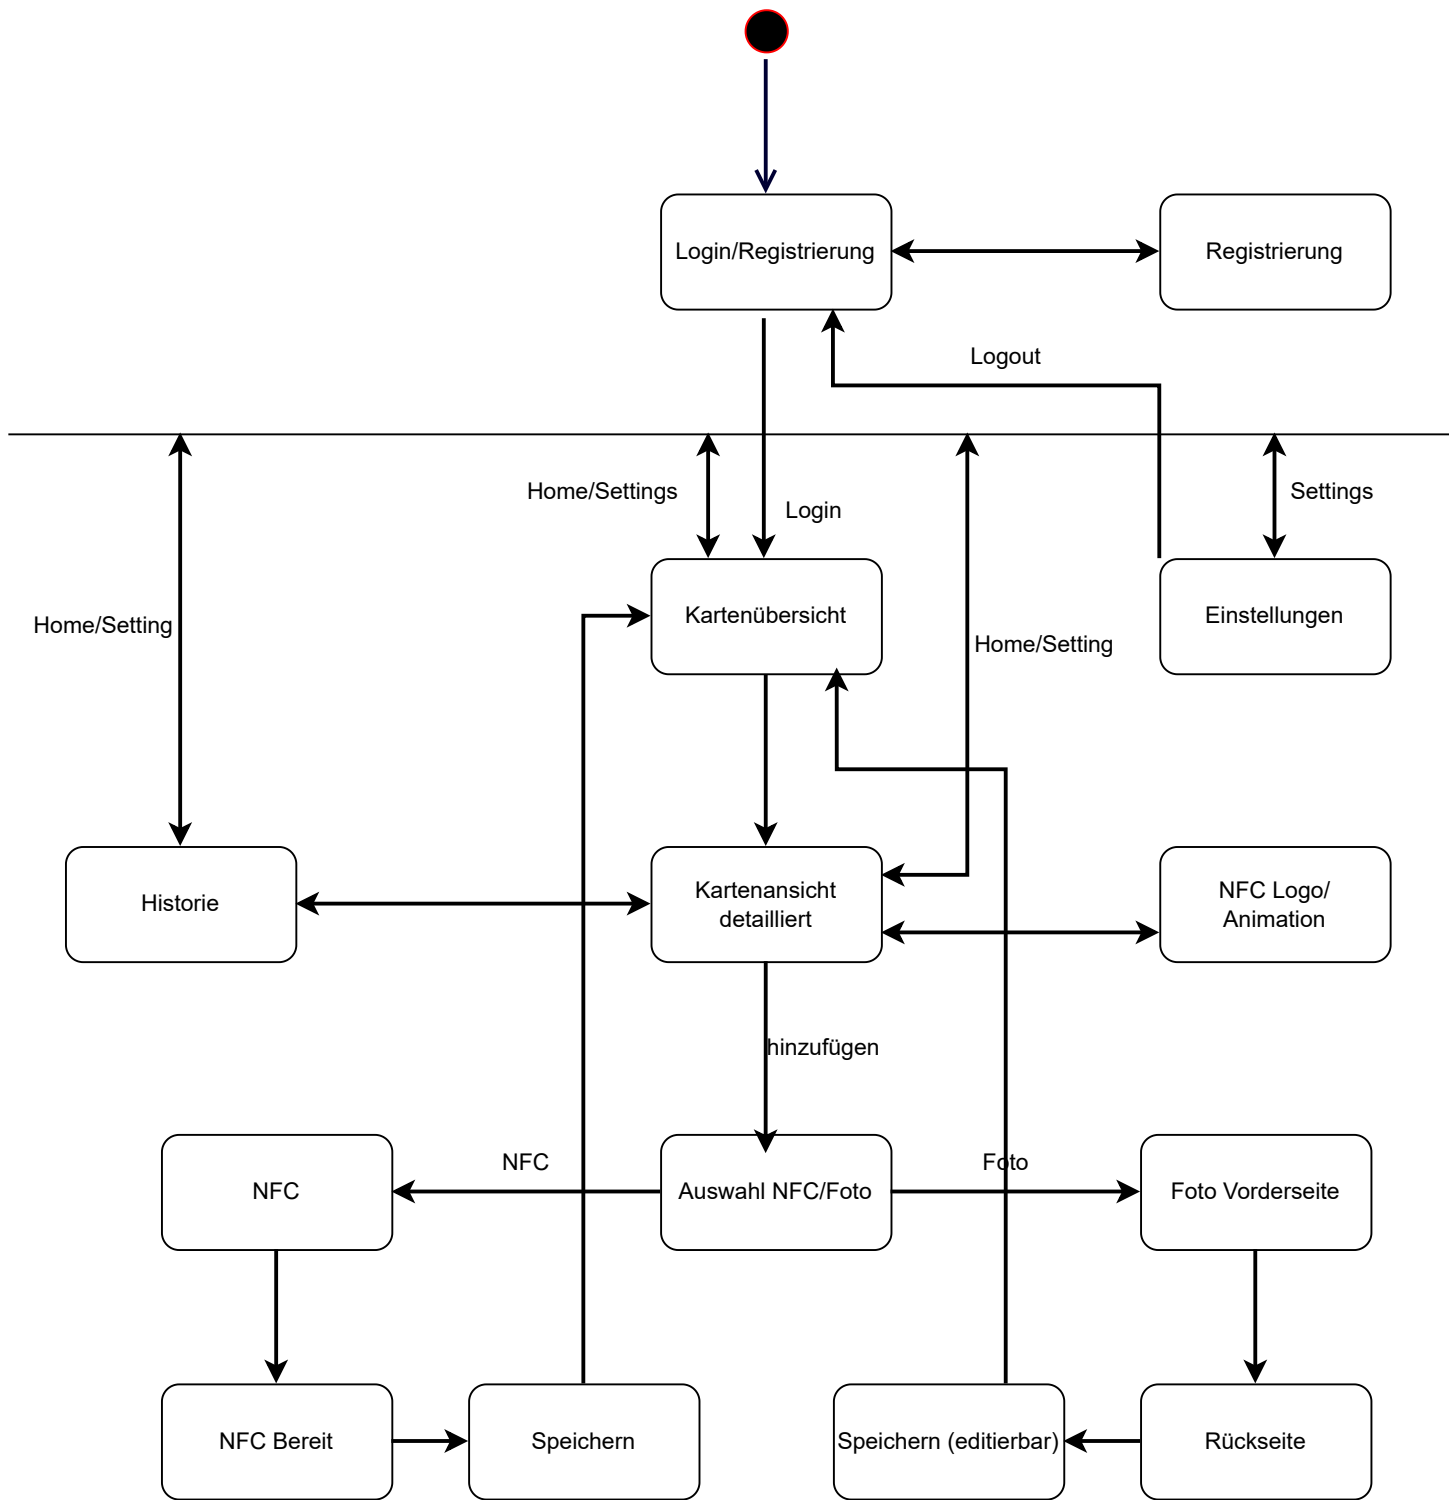 Login/Registrierung
Registrierung
Logout
Home/Settings
Settings
Login
Kartenübersicht
Einstellungen
Home/Setting
Home/Setting
Historie
Kartenansicht
detailliert
NFC Logo/
Animation
hinzufügen
NFC
Foto
NFC
Auswahl NFC/Foto
Foto Vorderseite
NFC Bereit
Speichern
Speichern (editierbar)
Rückseite